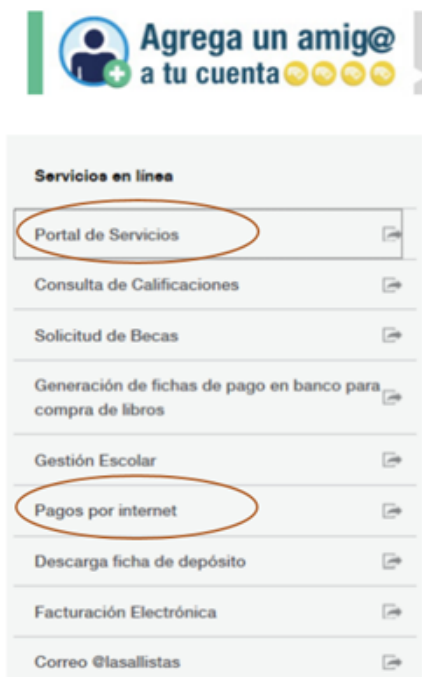 Agrega un amig@
a tu cuenta
Servicios en línea
Portal de Servicios
Consulta de Calificaciones
Solicitud de Becas
Generación de fichas de pago en banco para
compra de libros
Gestión Escolar
Pagos por internet
Descarga ficha de depósito
Facturación Electrónica
Correo @lasallistas